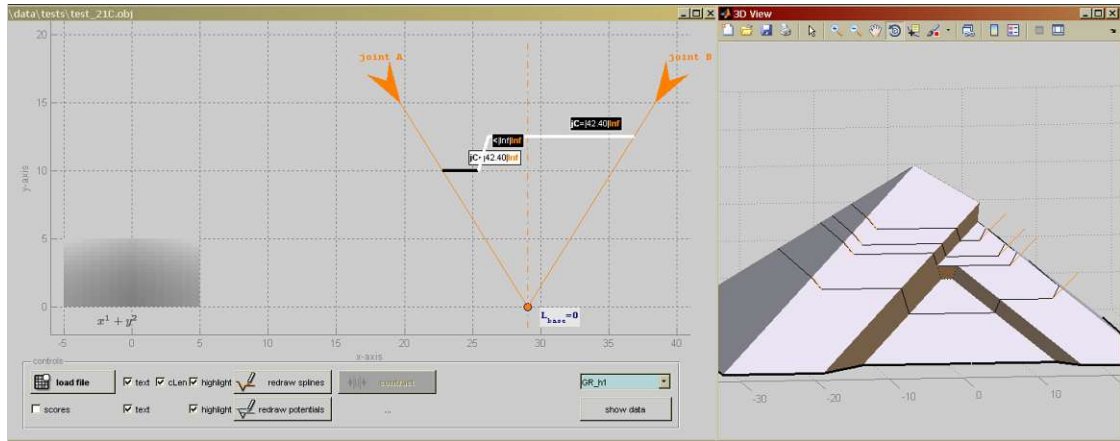 \data\tests\test_21C.obj
3D View
20
15
10
5
0
y-axis
joint A
joint B
jC=|42.40|Inf
<|Inf|Inf
jC=|42.40|Inf
x¹ + y²
L_base=0
-5
0
5
10
15
20
25
30
35
40
x-axis
-30
-20
-10
0
10
controls
load file
text
cLen
highlight
redraw splines
contract
GR_h1
scores
text
highlight
redraw potentials
...
show data